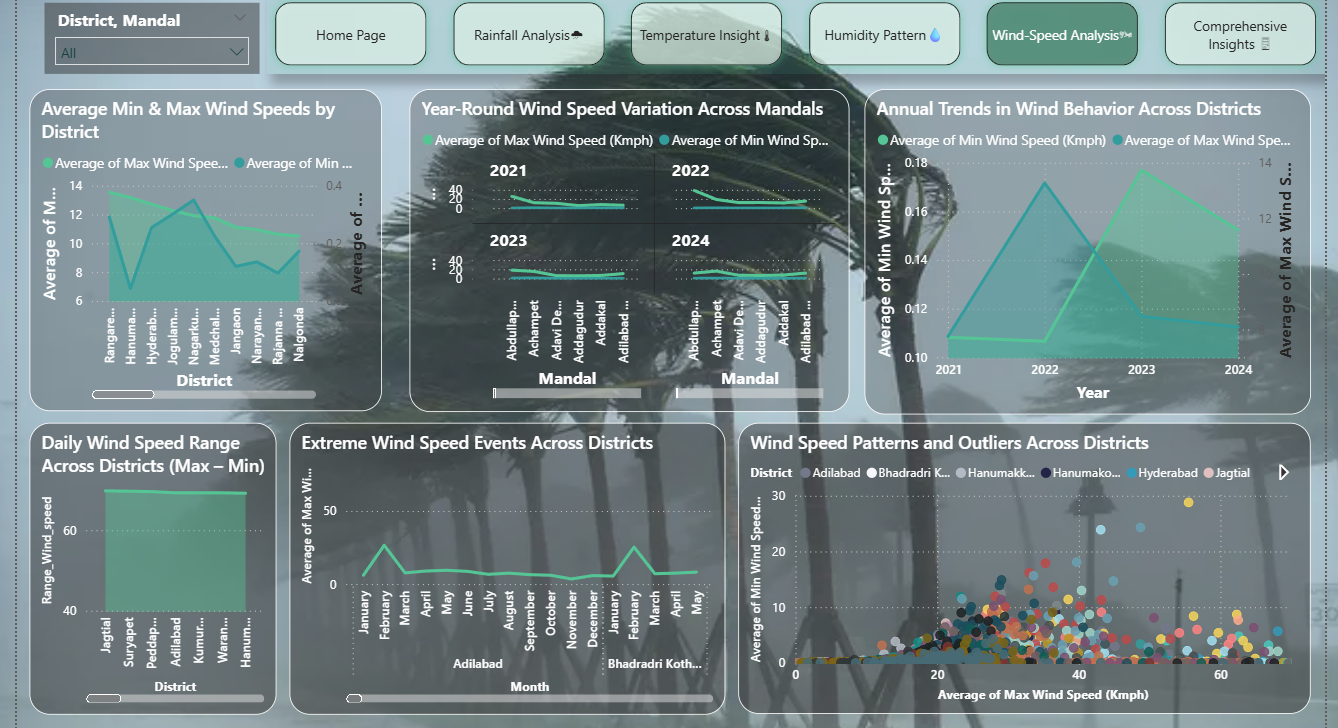 District, Mandal
All
Home Page
Rainfall Analysis🌧
Temperature Insight🌡
Humidity Pattern💧
Wind-Speed Analysis
Comprehensive
Insights
Average Min & Max Wind Speeds by
District
Average of Max Wind Spee... Average of Min ...
Average of M...
14
12
10
8
6
0.4
0.2
Average of ...
Rangare...
Hanuma...
Hyderab...
Jogulam...
Nagarku...
Medchal...
Jangaon
Narayan...
Rajanna ...
Nalgonda
District
Year-Round Wind Speed Variation Across Mandals
Average of Max Wind Speed (Kmph) Average of Min Wind Sp...
2021
2022
40
20
0
2023
2024
40
20
0
Abdullap...
Achampet
Adavi De...
Addagudur
Addakal
Adilabad...
Abdullap...
Achampet
Adavi De...
Addagudur
Addakal
Adilabad ...
Mandal
Mandal
Annual Trends in Wind Behavior Across Districts
Average of Min Wind Speed (Kmph) Average of Max Wind Spe...
Average of Min Wind Sp...
0.18
0.16
0.14
0.12
0.10
14
12
Average of Max Wind S...
2021 2022 2023 2024
Year
Daily Wind Speed Range
Across Districts (Max – Min)
Range_Wind_speed
60
40
Jagtial
Suryapet
Peddap...
Adilabad
Kumur...
Waran...
Hanum...
District
Extreme Wind Speed Events Across Districts
Average of Max Wi...
50
0
January
February
March
April
May
June
July
August
September
October
November
December
January
February
March
April
May
Adilabad
Bhadradri Koth...
Month
Wind Speed Patterns and Outliers Across Districts
District Adilabad Bhadradri K... Hanumakk... Hanumako... Hyderabad Jagtial
Average of Min Wind Speed...
30
20
10
0
0 20 40 60
Average of Max Wind Speed (Kmph)